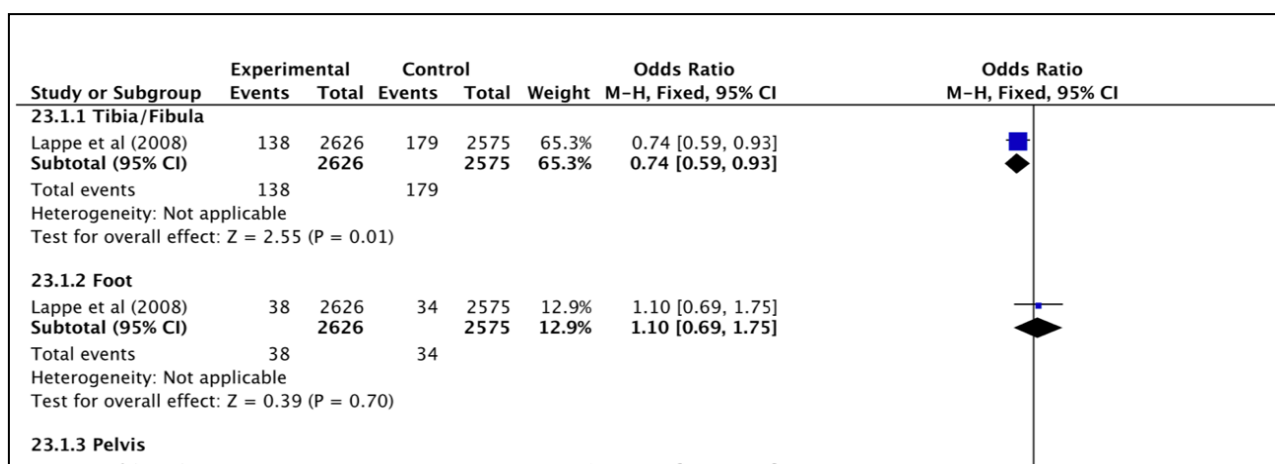 Experimental Control Odds Ratio Odds Ratio
Study or Subgroup Events Total Events Total Weight M-H, Fixed, 95% CI M-H, Fixed, 95% CI
23.1.1 Tibia/Fibula
Lappe et al (2008) 138 2626 179 2575 65.3% 0.74 [0.59, 0.93]
Subtotal (95% CI) 2626 2575 65.3% 0.74 [0.59, 0.93]
Total events 138 179
Heterogeneity: Not applicable
Test for overall effect: Z = 2.55 (P = 0.01)
23.1.2 Foot
Lappe et al (2008) 38 2626 34 2575 12.9% 1.10 [0.69, 1.75]
Subtotal (95% CI) 2626 2575 12.9% 1.10 [0.69, 1.75]
Total events 38 34
Heterogeneity: Not applicable
Test for overall effect: Z = 0.39 (P = 0.70)
23.1.3 Pelvis